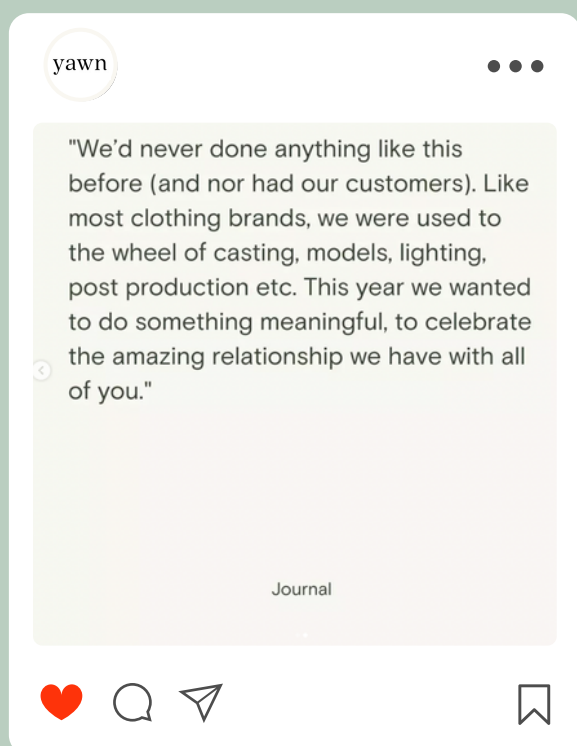 yawn
"We’d never done anything like this
before (and nor had our customers). Like
most clothing brands, we were used to
the wheel of casting, models, lighting,
post production etc. This year we wanted
to do something meaningful, to celebrate
the amazing relationship we have with all
of you."
Journal